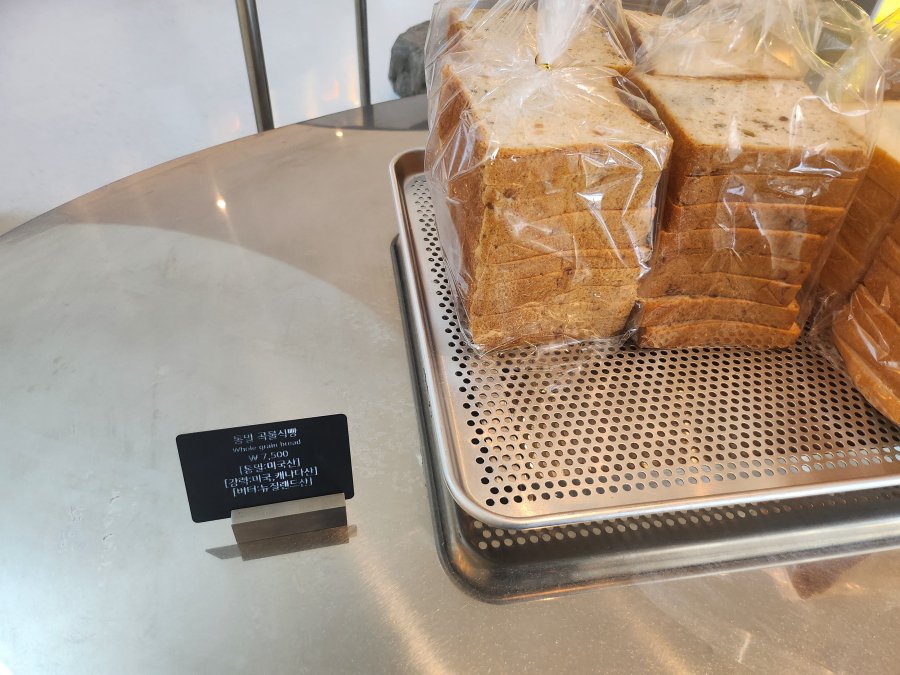 통밀 곡물식빵
Whole grain bread
₩ 7,500
[통밀:미국산]
[강력:미국,캐나다산]
[버터:뉴질랜드산]